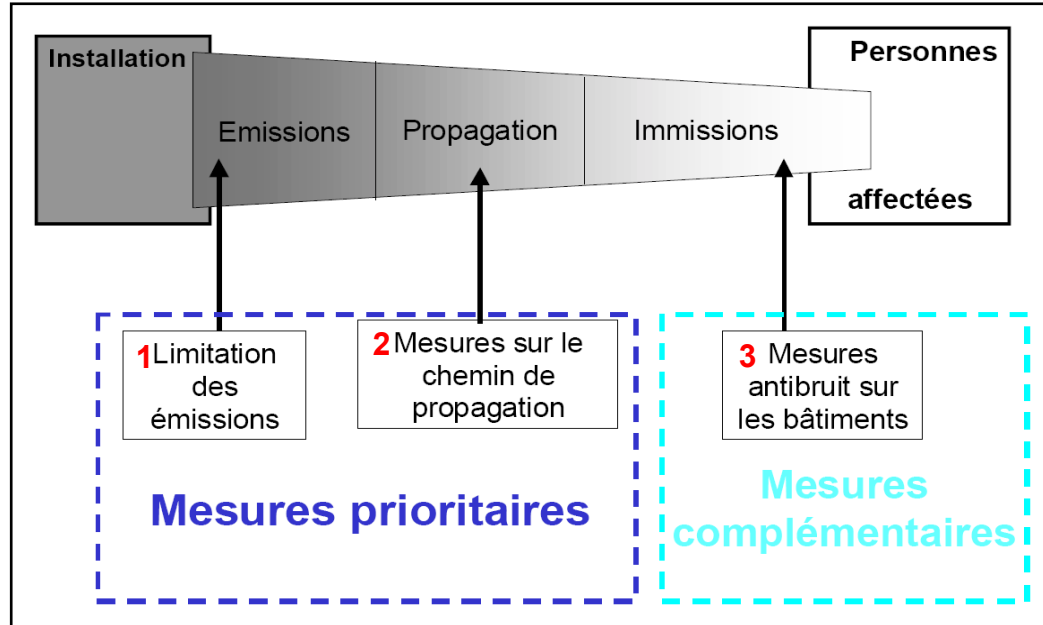 Installation
Personnes
Emissions
Propagation
Immissions
affectées
1 Limitation
des
émissions
2 Mesures sur le
chemin de
propagation
3 Mesures
antibruit sur
les bâtiments
Mesures prioritaires
Mesures
complémentaires